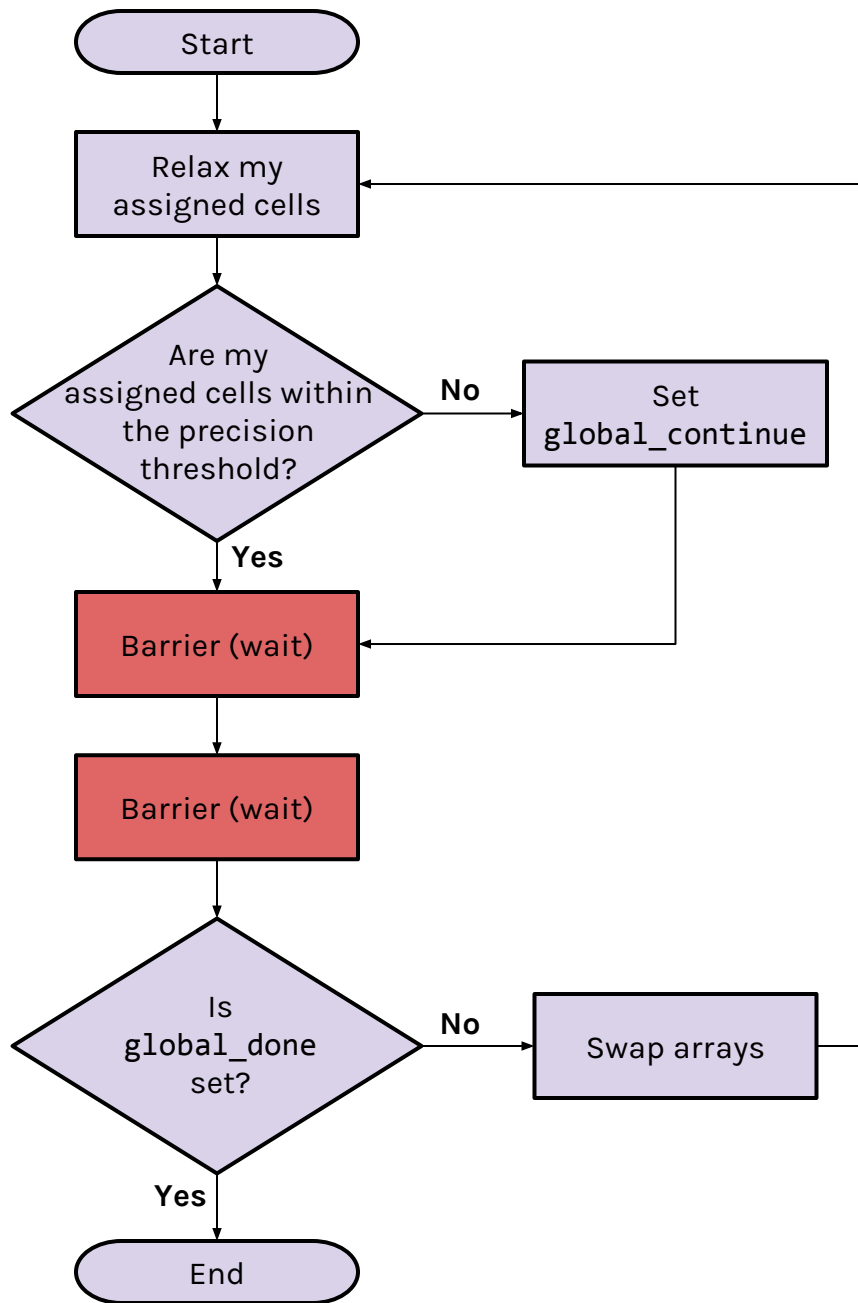 Start
Relax my
assigned cells
Are my
assigned cells within
the precision
threshold?
No
Set
global_continue
Yes
Barrier (wait)
Barrier (wait)
Is
global_done
set?
No
Swap arrays
Yes
End